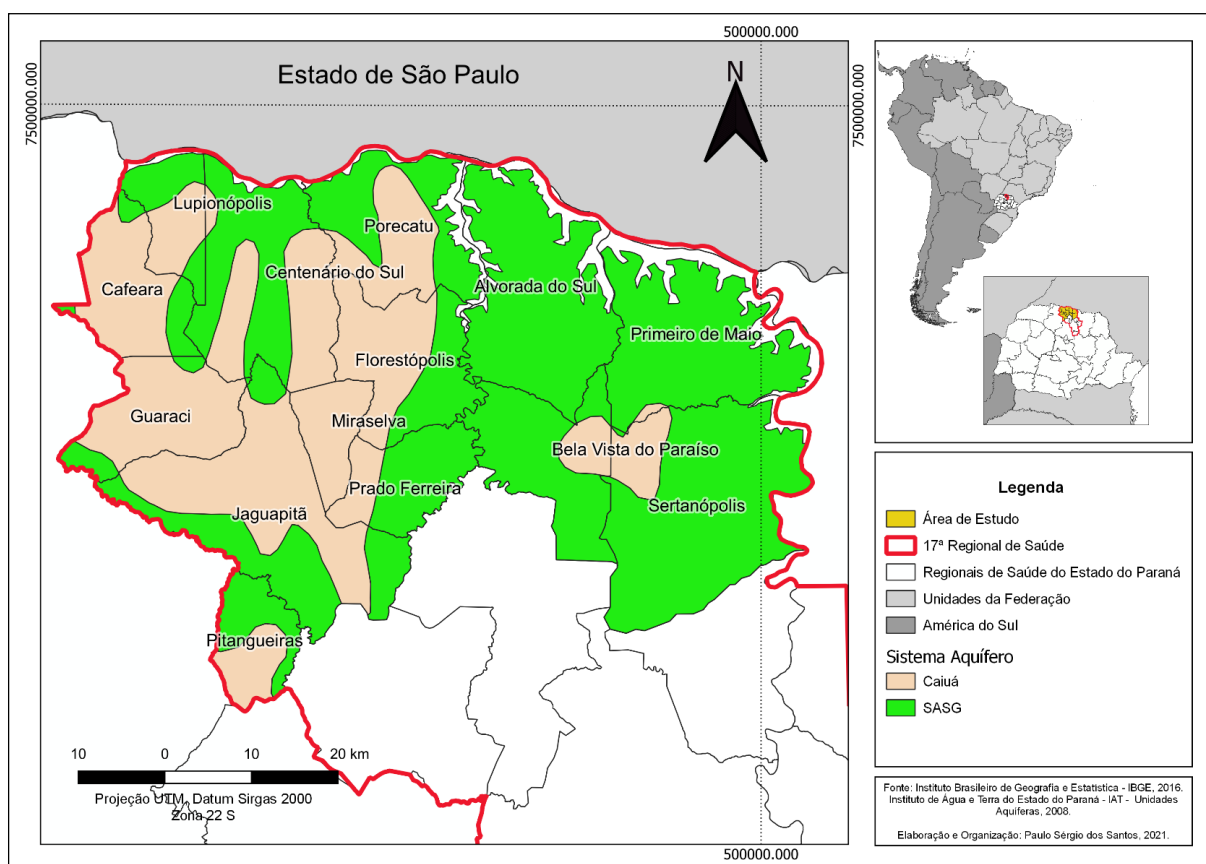 500000.000
7500000.000
7500000.000
Estado de São Paulo
N
Lupionópolis
Porecatu
Centenário do Sul
Cafeara
Alvorada do Sul
Primeiro de Maio
Florestópolis
Guaraci
Miraselva
Bela Vista do Paraíso
Prado Ferreira
Sertanópolis
Jaguapitã
Pitangueiras
10 0 10 20 km
Projeção UTM, Datum Sirgas 2000
Zona 22 S
500000.000
Legenda
Área de Estudo
17ª Regional de Saúde
Regionais de Saúde do Estado do Paraná
Unidades da Federação
América do Sul
Sistema Aquífero
Caiuá
SASG
Fonte: Instituto Brasileiro de Geografia e Estatistica - IBGE, 2016.
Instituto de Água e Terra do Estado do Paraná - IAT - Unidades
Aquiferas, 2008.
Elaboração e Organização: Paulo Sérgio dos Santos, 2021.